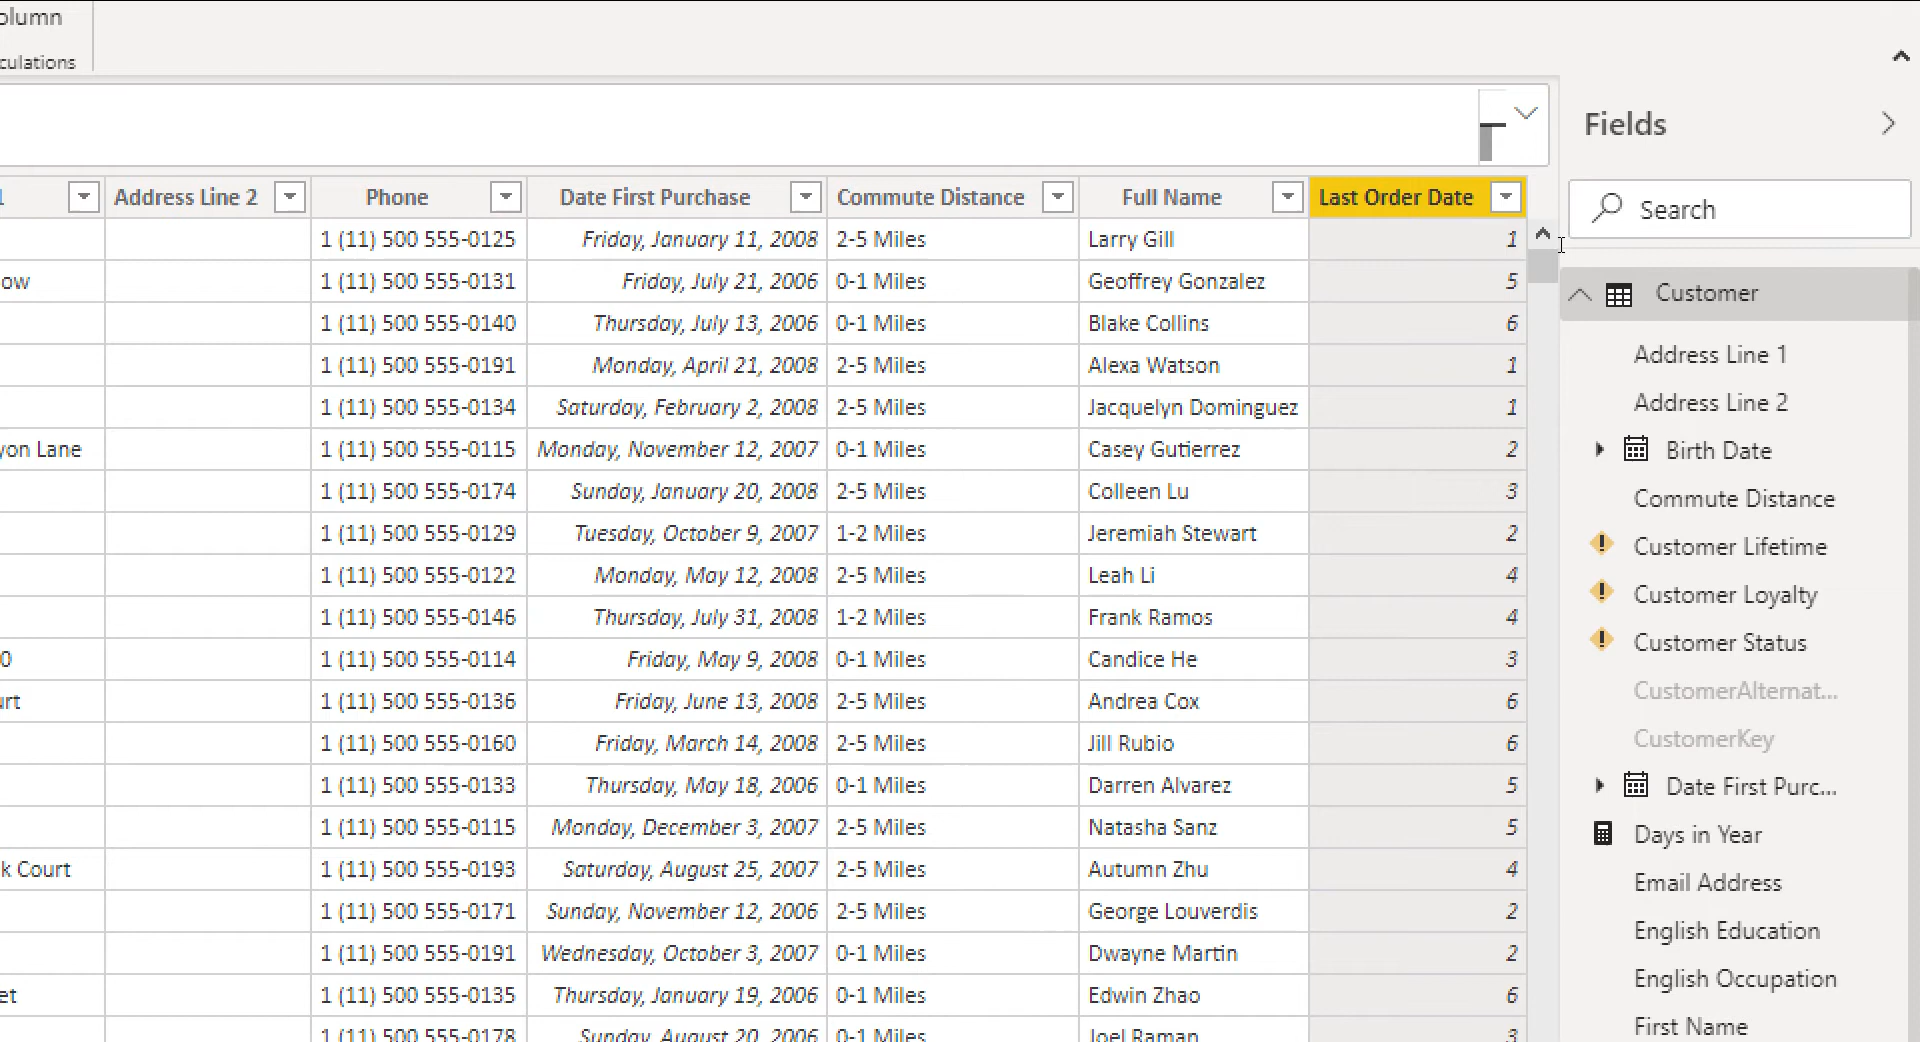 olumn
culations
Fields
1 Address Line 2 Phone Date First Purchase Commute Distance Full Name Last Order Date
Search
1 (11) 500 555-0125 Friday, January 11, 2008 2-5 Miles Larry Gill 1
ow 1 (11) 500 555-0131 Friday, July 21, 2006 0-1 Miles Geoffrey Gonzalez 5
1 (11) 500 555-0140 Thursday, July 13, 2006 0-1 Miles Blake Collins 6
1 (11) 500 555-0191 Monday, April 21, 2008 2-5 Miles Alexa Watson 1
1 (11) 500 555-0134 Saturday, February 2, 2008 2-5 Miles Jacquelyn Dominguez 1
yon Lane 1 (11) 500 555-0115 Monday, November 12, 2007 0-1 Miles Casey Gutierrez 2
1 (11) 500 555-0174 Sunday, January 20, 2008 2-5 Miles Colleen Lu 3
1 (11) 500 555-0129 Tuesday, October 9, 2007 1-2 Miles Jeremiah Stewart 2
1 (11) 500 555-0122 Monday, May 12, 2008 2-5 Miles Leah Li 4
1 (11) 500 555-0146 Thursday, July 31, 2008 1-2 Miles Frank Ramos 4
0 1 (11) 500 555-0114 Friday, May 9, 2008 0-1 Miles Candice He 3
urt 1 (11) 500 555-0136 Friday, June 13, 2008 2-5 Miles Andrea Cox 6
1 (11) 500 555-0160 Friday, March 14, 2008 2-5 Miles Jill Rubio 6
1 (11) 500 555-0133 Thursday, May 18, 2006 0-1 Miles Darren Alvarez 5
1 (11) 500 555-0115 Monday, December 3, 2007 2-5 Miles Natasha Sanz 5
k Court 1 (11) 500 555-0193 Saturday, August 25, 2007 2-5 Miles Autumn Zhu 4
1 (11) 500 555-0171 Sunday, November 12, 2006 2-5 Miles George Louverdis 2
1 (11) 500 555-0191 Wednesday, October 3, 2007 0-1 Miles Dwayne Martin 2
et 1 (11) 500 555-0135 Thursday, January 19, 2006 0-1 Miles Edwin Zhao 6
1 (11) 500 555-0178 Sunday, August 20, 2006 0-1 Miles Joel Raman 3
Customer
Address Line 1
Address Line 2
Birth Date
Commute Distance
Customer Lifetime
Customer Loyalty
Customer Status
CustomerAlternat...
CustomerKey
Date First Purc...
Days in Year
Email Address
English Education
English Occupation
First Name